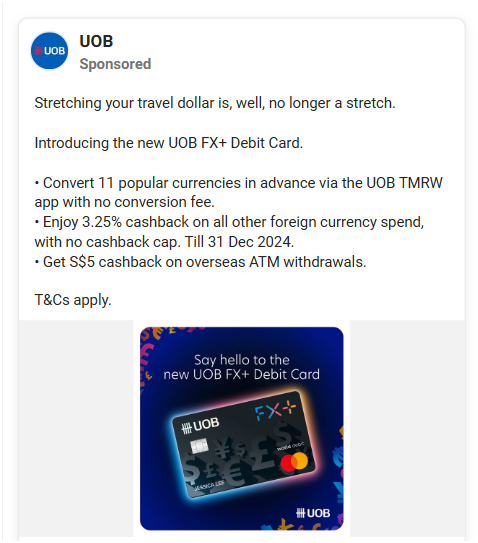 UOB
UOB
Sponsored
Stretching your travel dollar is, well, no longer a stretch.
Introducing the new UOB FX+ Debit Card.
• Convert 11 popular currencies in advance via the UOB TMRW
app with no conversion fee.
• Enjoy 3.25% cashback on all other foreign currency spend,
with no cashback cap. Till 31 Dec 2024.
• Get S$5 cashback on overseas ATM withdrawals.
T&Cs apply.
Say hello to the
new UOB FX+ Debit Card
FX+
UOB
WORLD DEBIT
JESSICA LEE
UOB